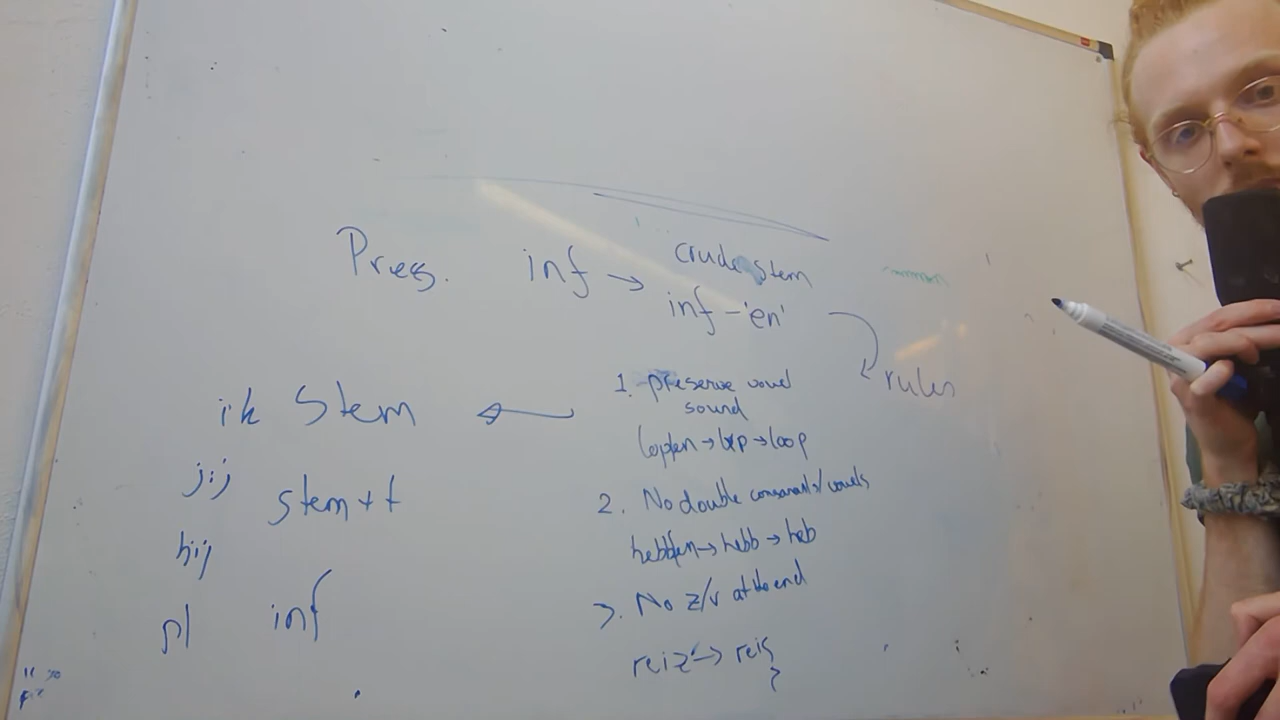 Pres. inf → crude stem
inf - 'en'
rules
ik stem ←
jij stem + t
hij
pl inf
1. preserve vowel
sound
lopen → lop → loop
2. No double consonants/vowels
hebben → hebb → heb
3. No z/v at the end
reiz → reis